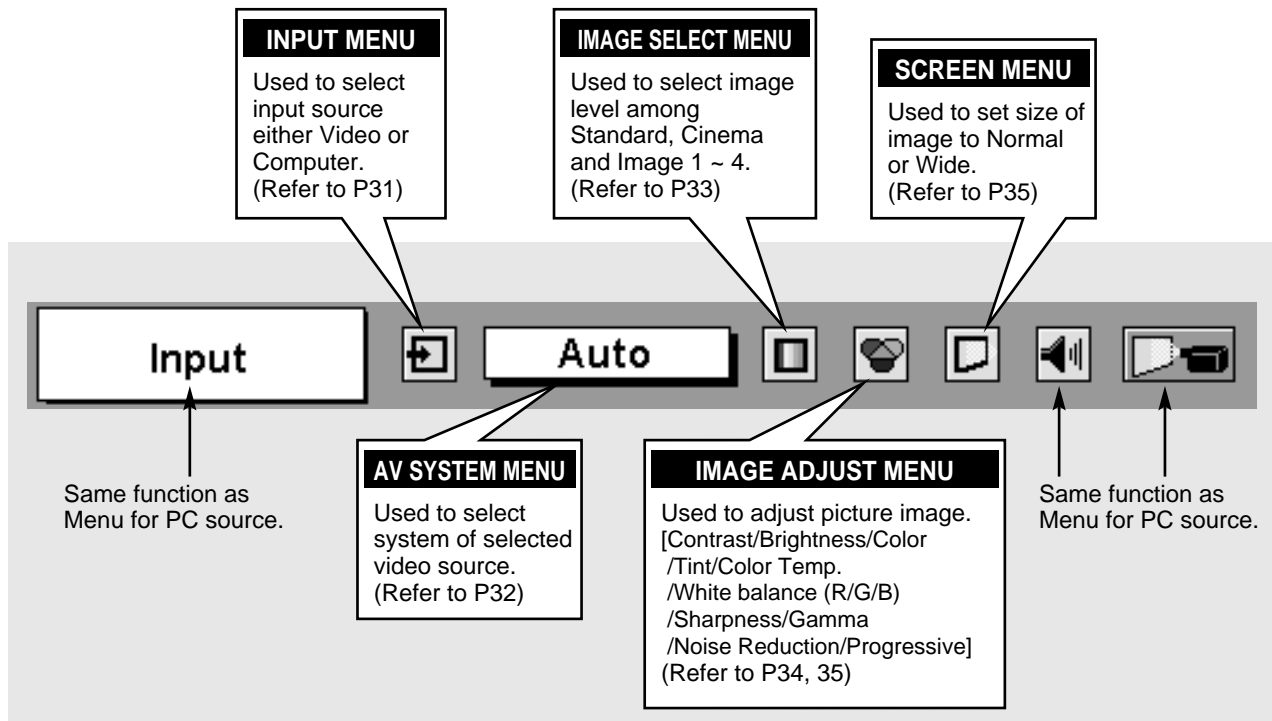 INPUT MENU
Used to select
input source
either Video or
Computer.
(Refer to P31)
IMAGE SELECT MENU
Used to select image
level among
Standard, Cinema
and Image 1 ~ 4.
(Refer to P33)
SCREEN MENU
Used to set size of
image to Normal
or Wide.
(Refer to P35)
Input
Auto
Same function as
Menu for PC source.
AV SYSTEM MENU
Used to select
system of selected
video source.
(Refer to P32)
IMAGE ADJUST MENU
Used to adjust picture image.
[Contrast/Brightness/Color
/Tint/Color Temp.
/White balance (R/G/B)
/Sharpness/Gamma
/Noise Reduction/Progressive]
(Refer to P34, 35)
Same function as
Menu for PC source.